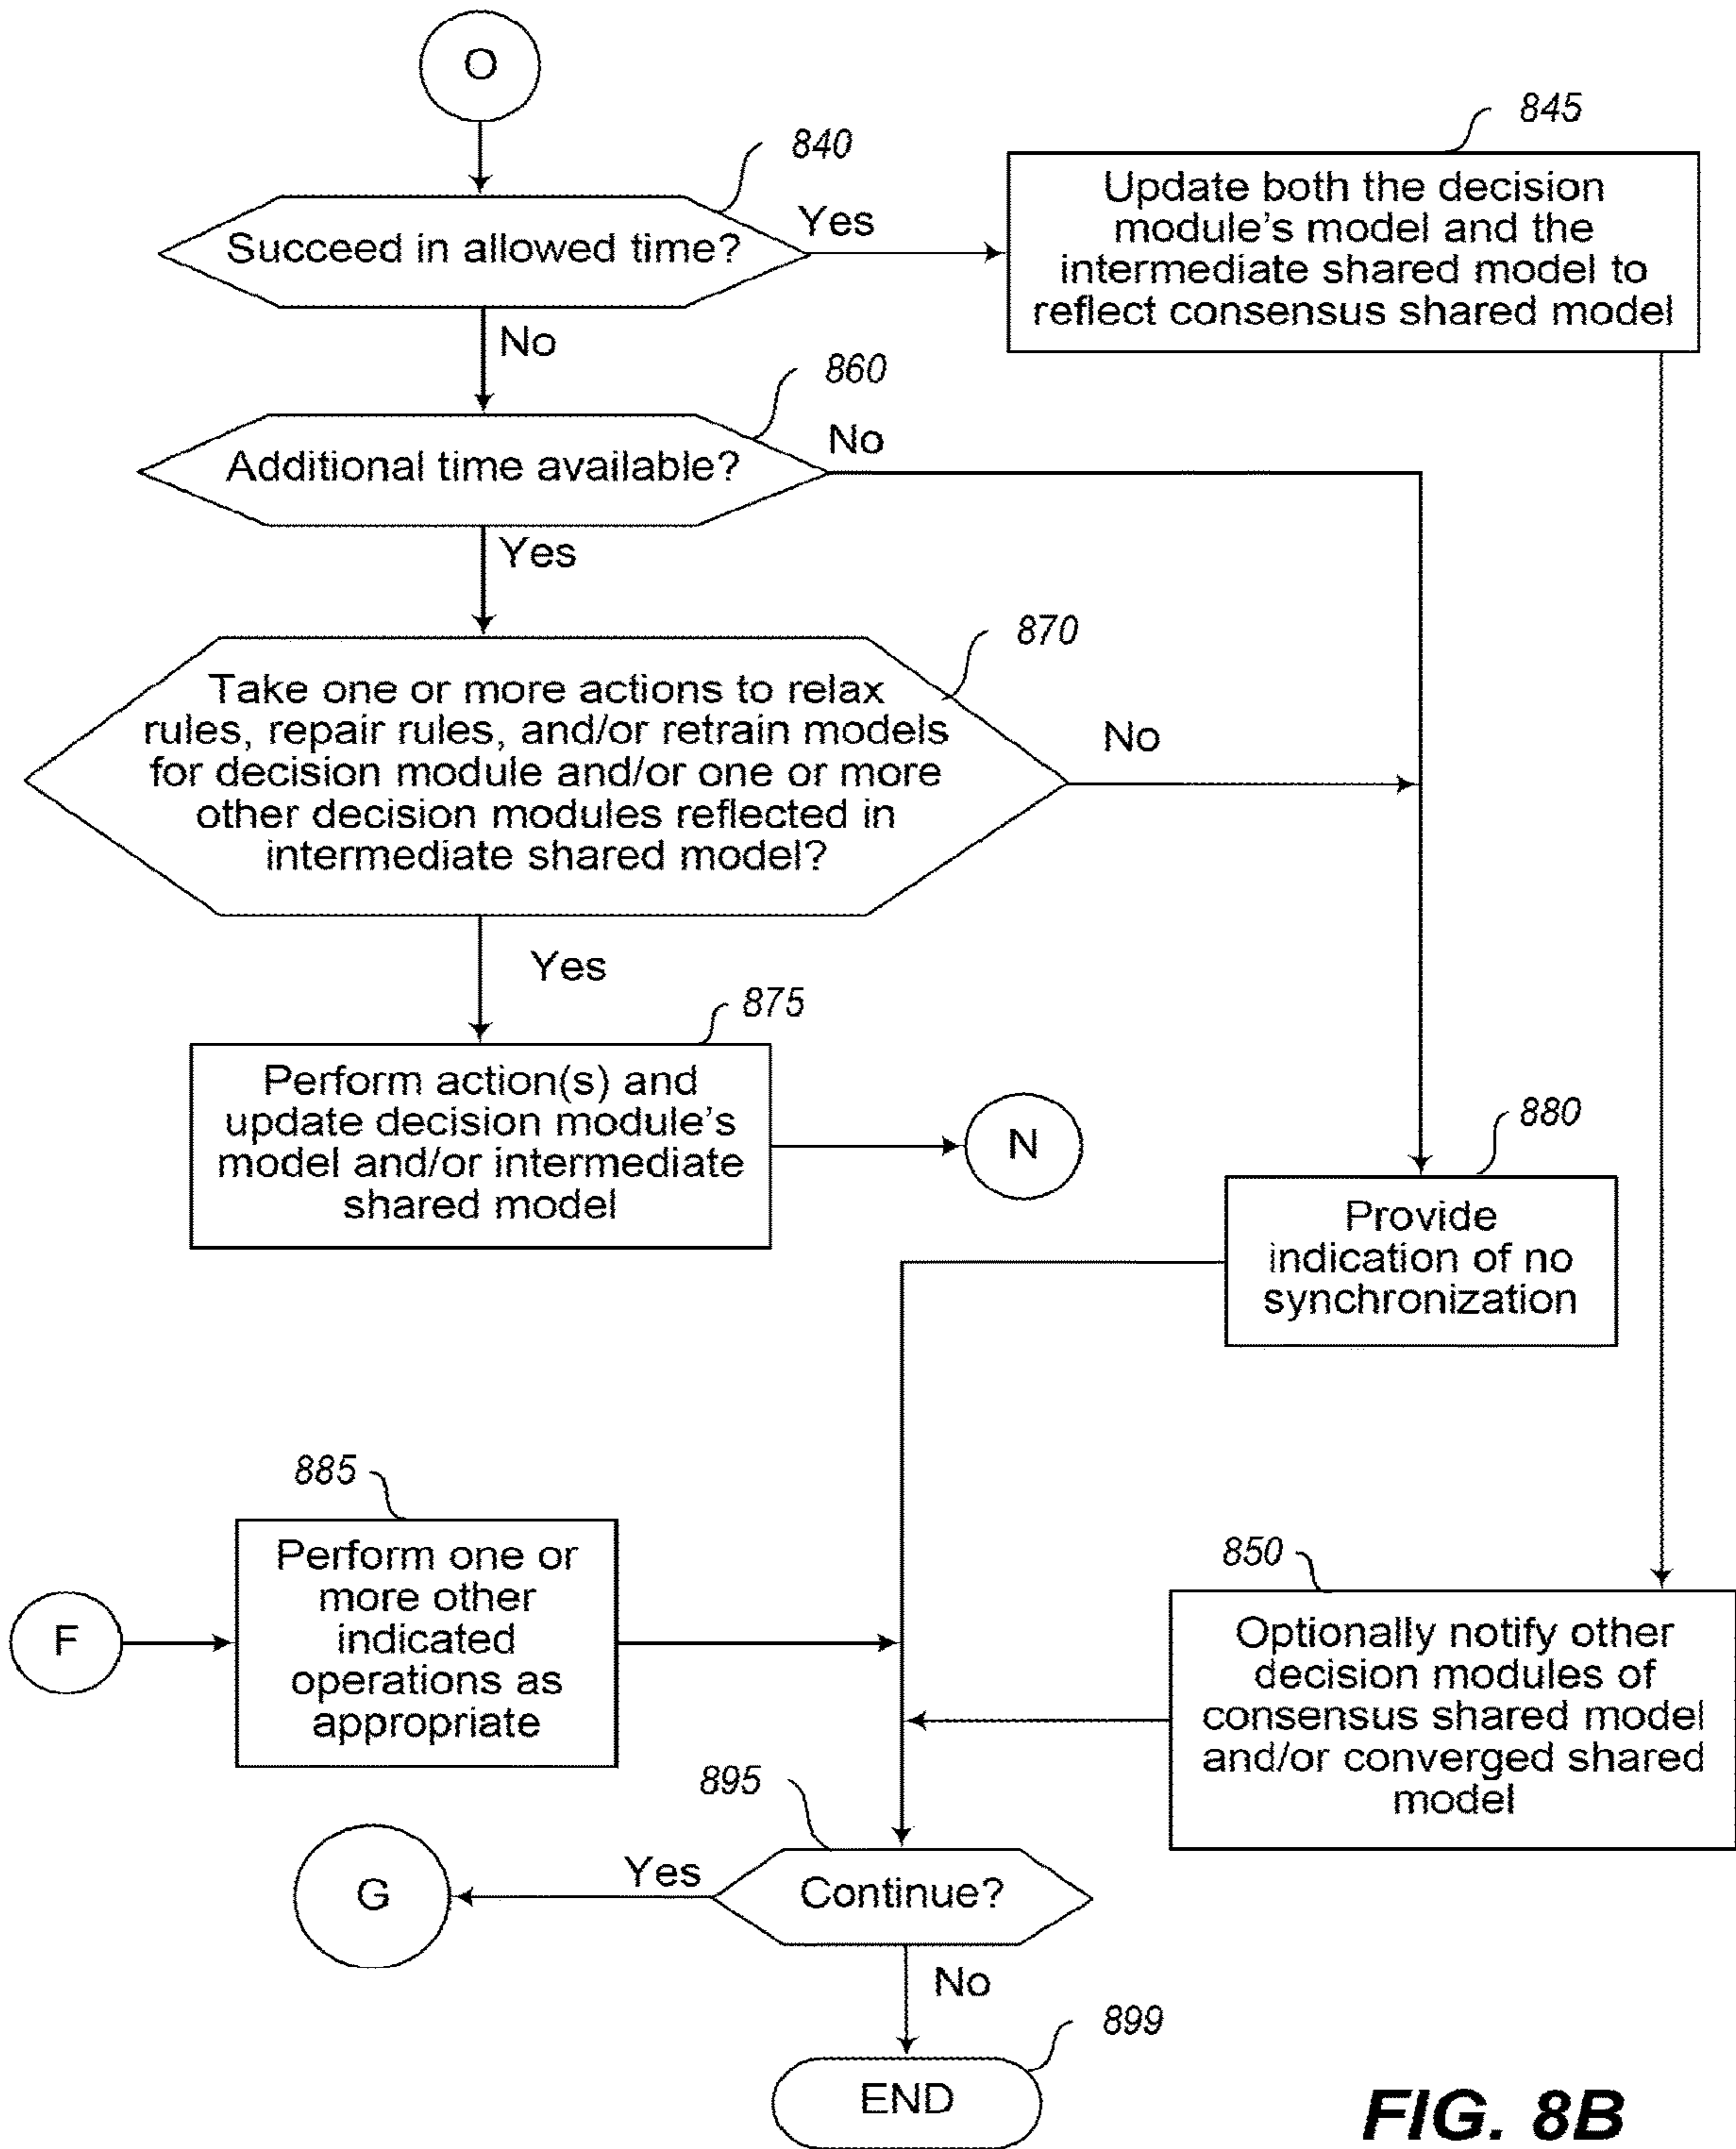 O
840
Succeed in allowed time?
Yes
845
Update both the decision
module's model and the
intermediate shared model to
reflect consensus shared model
No
860
Additional time available?
No
Yes
870
Take one or more actions to relax
rules, repair rules, and/or retrain models
for decision module and/or one or more
other decision modules reflected in
intermediate shared model?
No
Yes
875
Perform action(s) and
update decision module's
model and/or intermediate
shared model
N
880
Provide
indication of no
synchronization
885
F
Perform one or
more other
indicated
operations as
appropriate
850
Optionally notify other
decision modules of
consensus shared model
and/or converged shared
model
895
G
Yes
Continue?
No
899
END
FIG. 8B